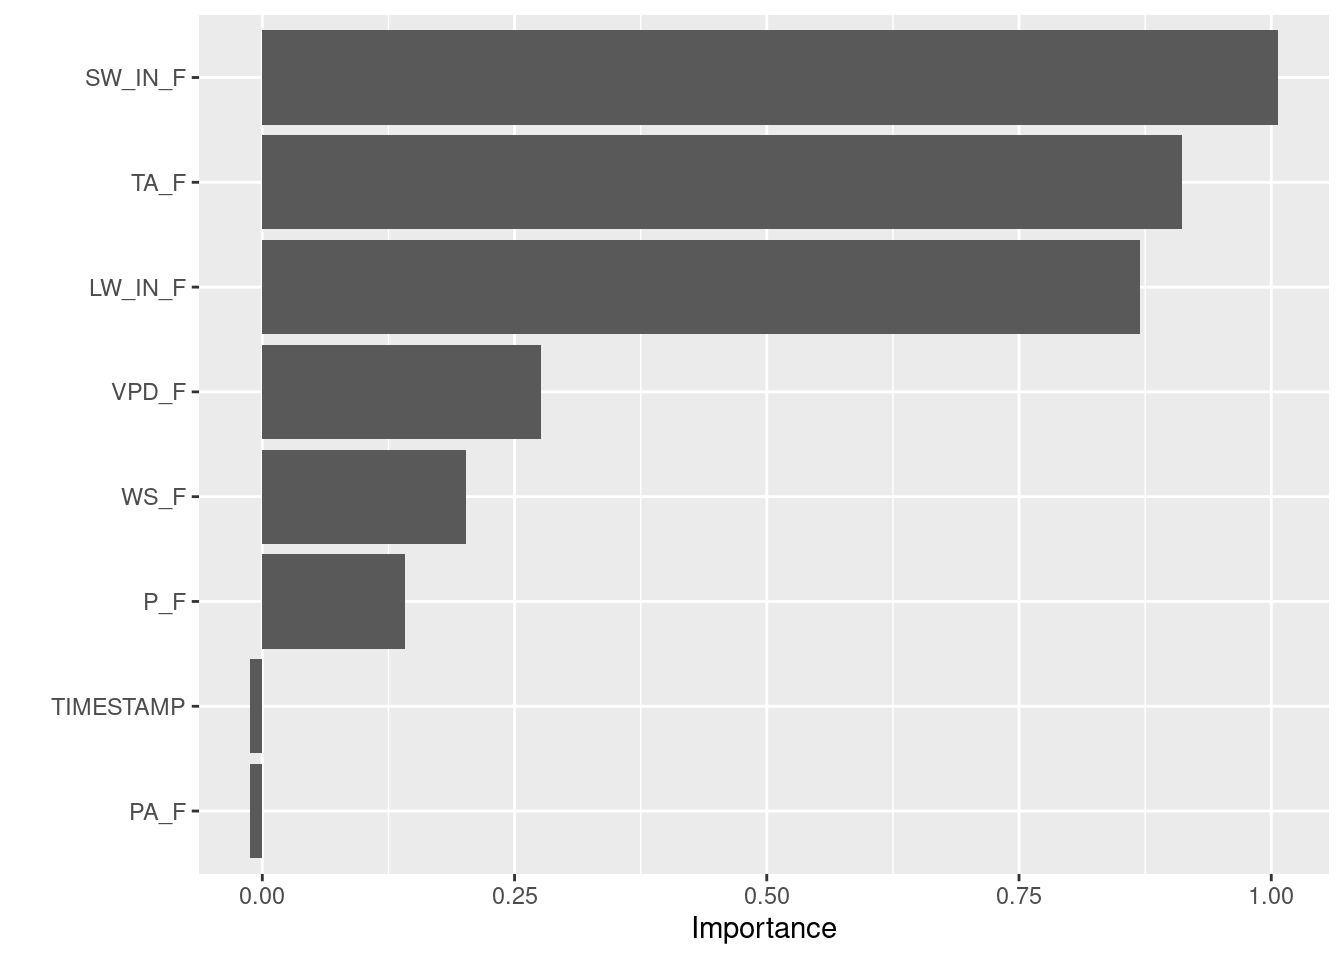 SW_IN_F
TA_F
LW_IN_F
VPD_F
WS_F
P_F
TIMESTAMP
PA_F
0.00 0.25 0.50 0.75 1.00
Importance